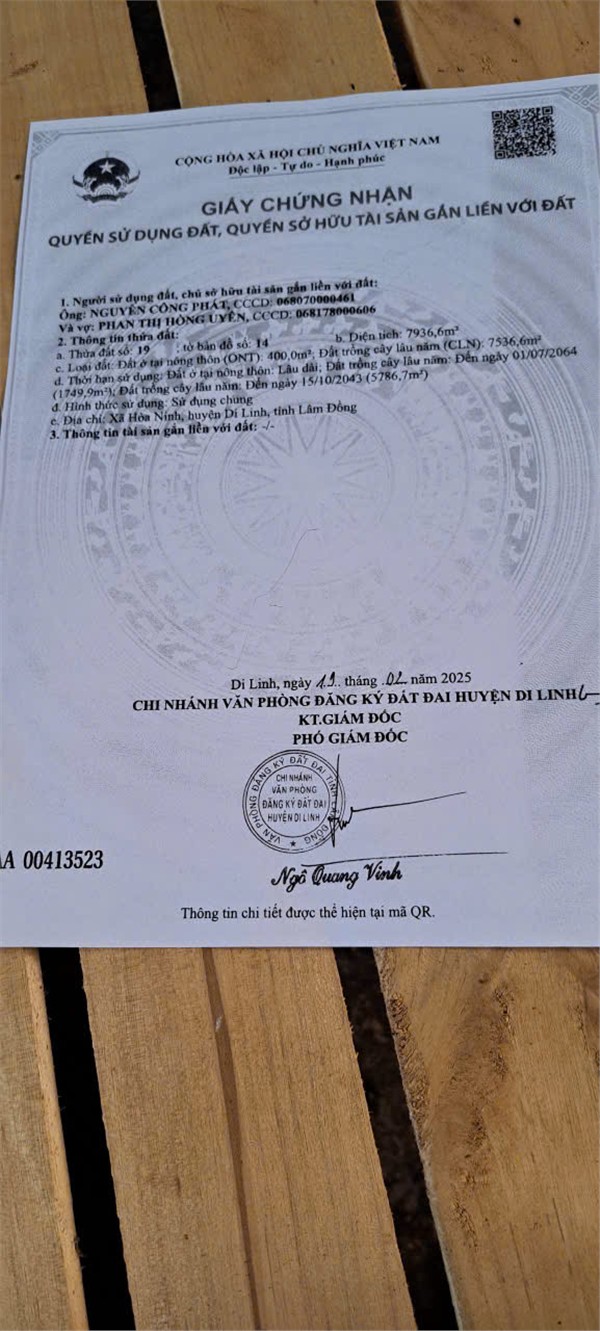 CỘNG HÒA XÃ HỘI CHỦ NGHĨA VIỆT NAM
Độc lập - Tự do - Hạnh phúc
GIẤY CHỨNG NHẬN
QUYỀN SỬ DỤNG ĐẤT, QUYỀN SỞ HỮU TÀI SẢN GẮN LIỀN VỚI ĐẤT
1. Người sử dụng đất, chủ sở hữu tài sản gắn liền với đất:
Ông: NGUYỄN CÔNG PHÁT, CCCD: 068070000461
Và vợ: PHAN THỊ HỒNG UYÊN, CCCD: 068178000606
2. Thông tin thửa đất:
a. Thửa đất số: 19 ; tờ bản đồ số: 14 b. Diện tích: 7936,6m²
c. Loại đất: Đất ở tại nông thôn (ONT): 400,0m²; Đất trồng cây lâu năm (CLN): 7536,6m²
d. Thời hạn sử dụng: Đất ở tại nông thôn: Lâu dài; Đất trồng cây lâu năm: Đến ngày 01/07/2064
(1749,9m²); Đất trồng cây lâu năm: Đến ngày 15/10/2043 (5786,7m²)
đ. Hình thức sử dụng: Sử dụng chung
e. Địa chỉ: Xã Hòa Ninh, huyện Di Linh, tỉnh Lâm Đồng
3. Thông tin tài sản gắn liền với đất: -/-
Di Linh, ngày 19 tháng 02 năm 2025
CHI NHÁNH VĂN PHÒNG ĐĂNG KÝ ĐẤT ĐAI HUYỆN DI LINH
KT.GIÁM ĐỐC
PHÓ GIÁM ĐỐC
VĂN PHÒNG ĐĂNG KÝ ĐẤT ĐAI TỈNH LÂM ĐỒNG
CHI NHÁNH
VĂN PHÒNG
ĐĂNG KÝ ĐẤT ĐAI
HUYỆN DI LINH
AA 00413523
Ngô Quang Vinh
Thông tin chi tiết được thể hiện tại mã QR.